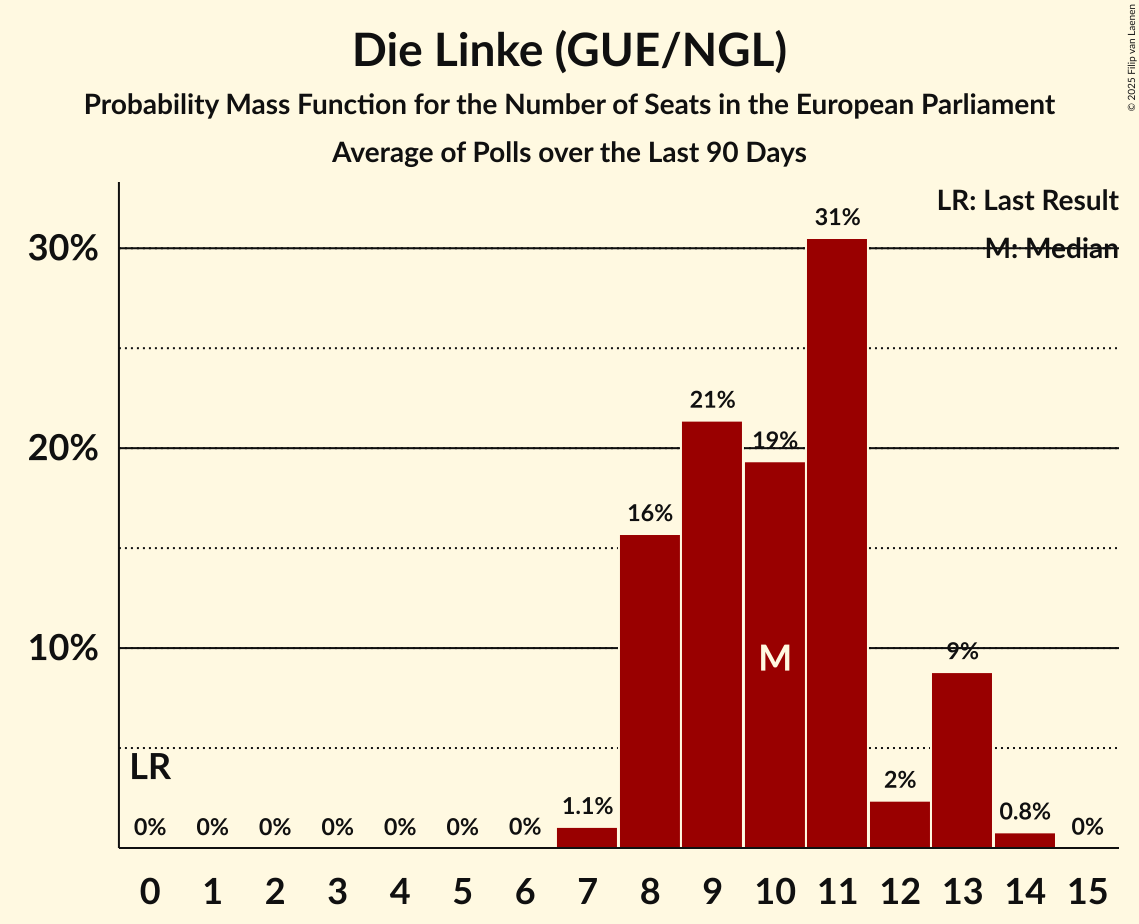 Die Linke (GUE/NGL)
Probability Mass Function for the Number of Seats in the European Parliament
Average of Polls over the Last 90 Days
© 2025 Filip van Laenen
LR: Last Result
M: Median
30%
20%
10%
31%
21%
19%
16%
9%
2%
1.1%
0.8%
0% 0% 0% 0% 0% 0% 0% 0%
LR
M
0 1 2 3 4 5 6 7 8 9 10 11 12 13 14 15